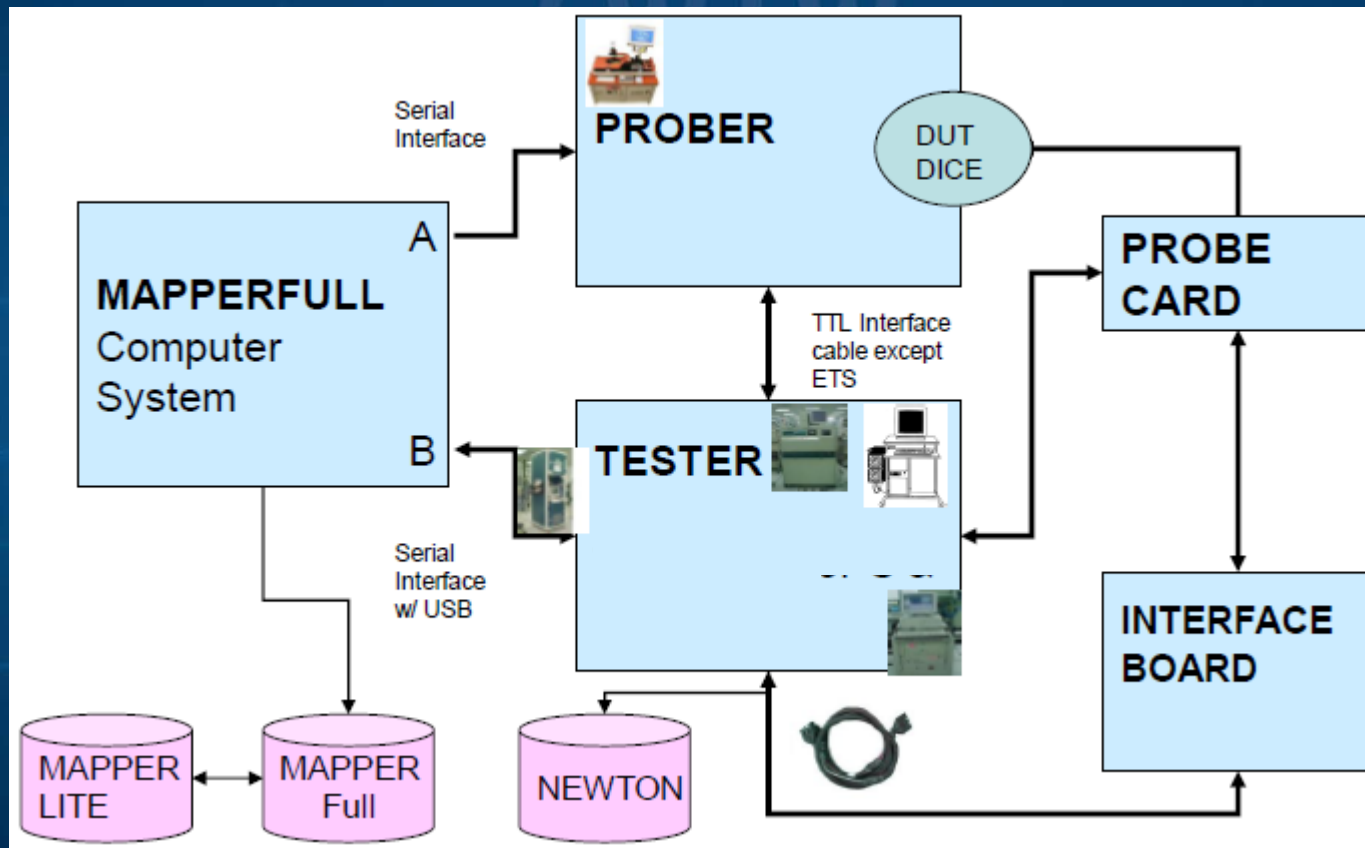 Serial
Interface
PROBER
DUT
DICE
A
MAPPERFULL
Computer
System
B
PROBE
CARD
TTL Interface
cable except
ETS
TESTER
Serial
Interface
w/ USB
INTERFACE
BOARD
MAPPER
LITE
MAPPER
Full
NEWTON